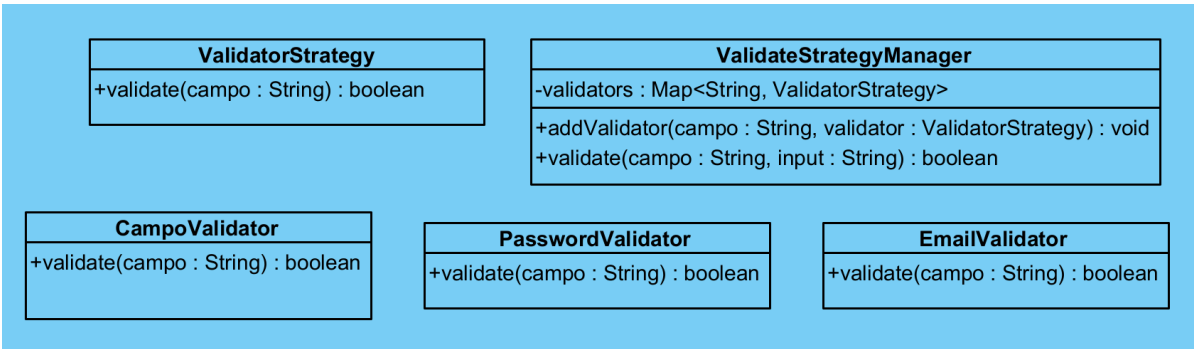 ValidatorStrategy
+validate(campo : String) : boolean
ValidateStrategyManager
-validators : Map<String, ValidatorStrategy>
+addValidator(campo : String, validator : ValidatorStrategy) : void
+validate(campo : String, input : String) : boolean
CampoValidator
+validate(campo : String) : boolean
PasswordValidator
+validate(campo : String) : boolean
EmailValidator
+validate(campo : String) : boolean